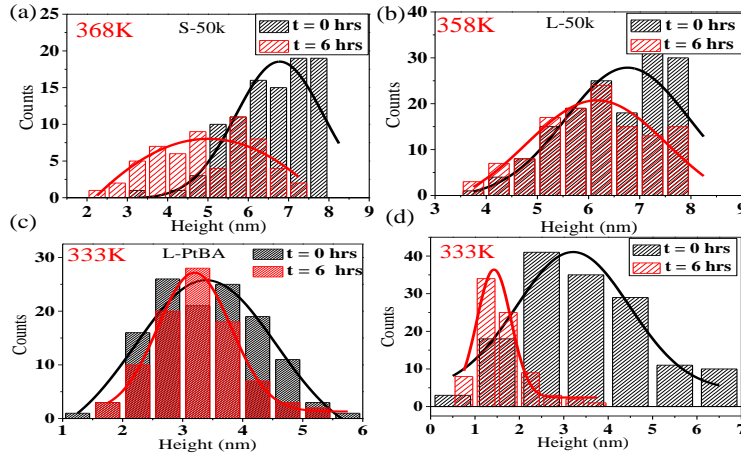 (a)
368K
S-50k
t = 0 hrs
t = 6 hrs
Counts
25
20
15
10
5
0
2 3 4 5 6 7 8 9
Height (nm)
(b)
358K
L-50k
t = 0 hrs
t = 6 hrs
Counts
40
30
20
10
0
3 4 5 6 7 8 9
Height (nm)
(c)
333K
L-PtBA
t = 0 hrs
t = 6 hrs
Counts
30
20
10
0
1 2 3 4 5 6
Height (nm)
(d)
333K
t = 0 hrs
t = 6 hrs
Counts
40
30
20
10
0
0 1 2 3 4 5 6 7
Height (nm)